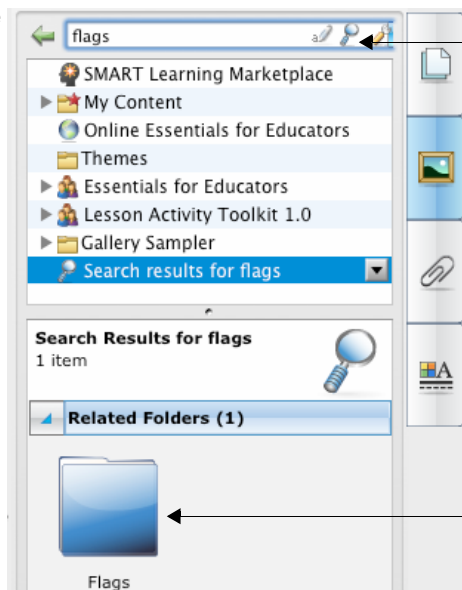 flags
SMART Learning Marketplace
My Content
Online Essentials for Educators
Themes
Essentials for Educators
Lesson Activity Toolkit 1.0
Gallery Sampler
Search results for flags
Search Results for flags
1 item
Related Folders (1)
Flags